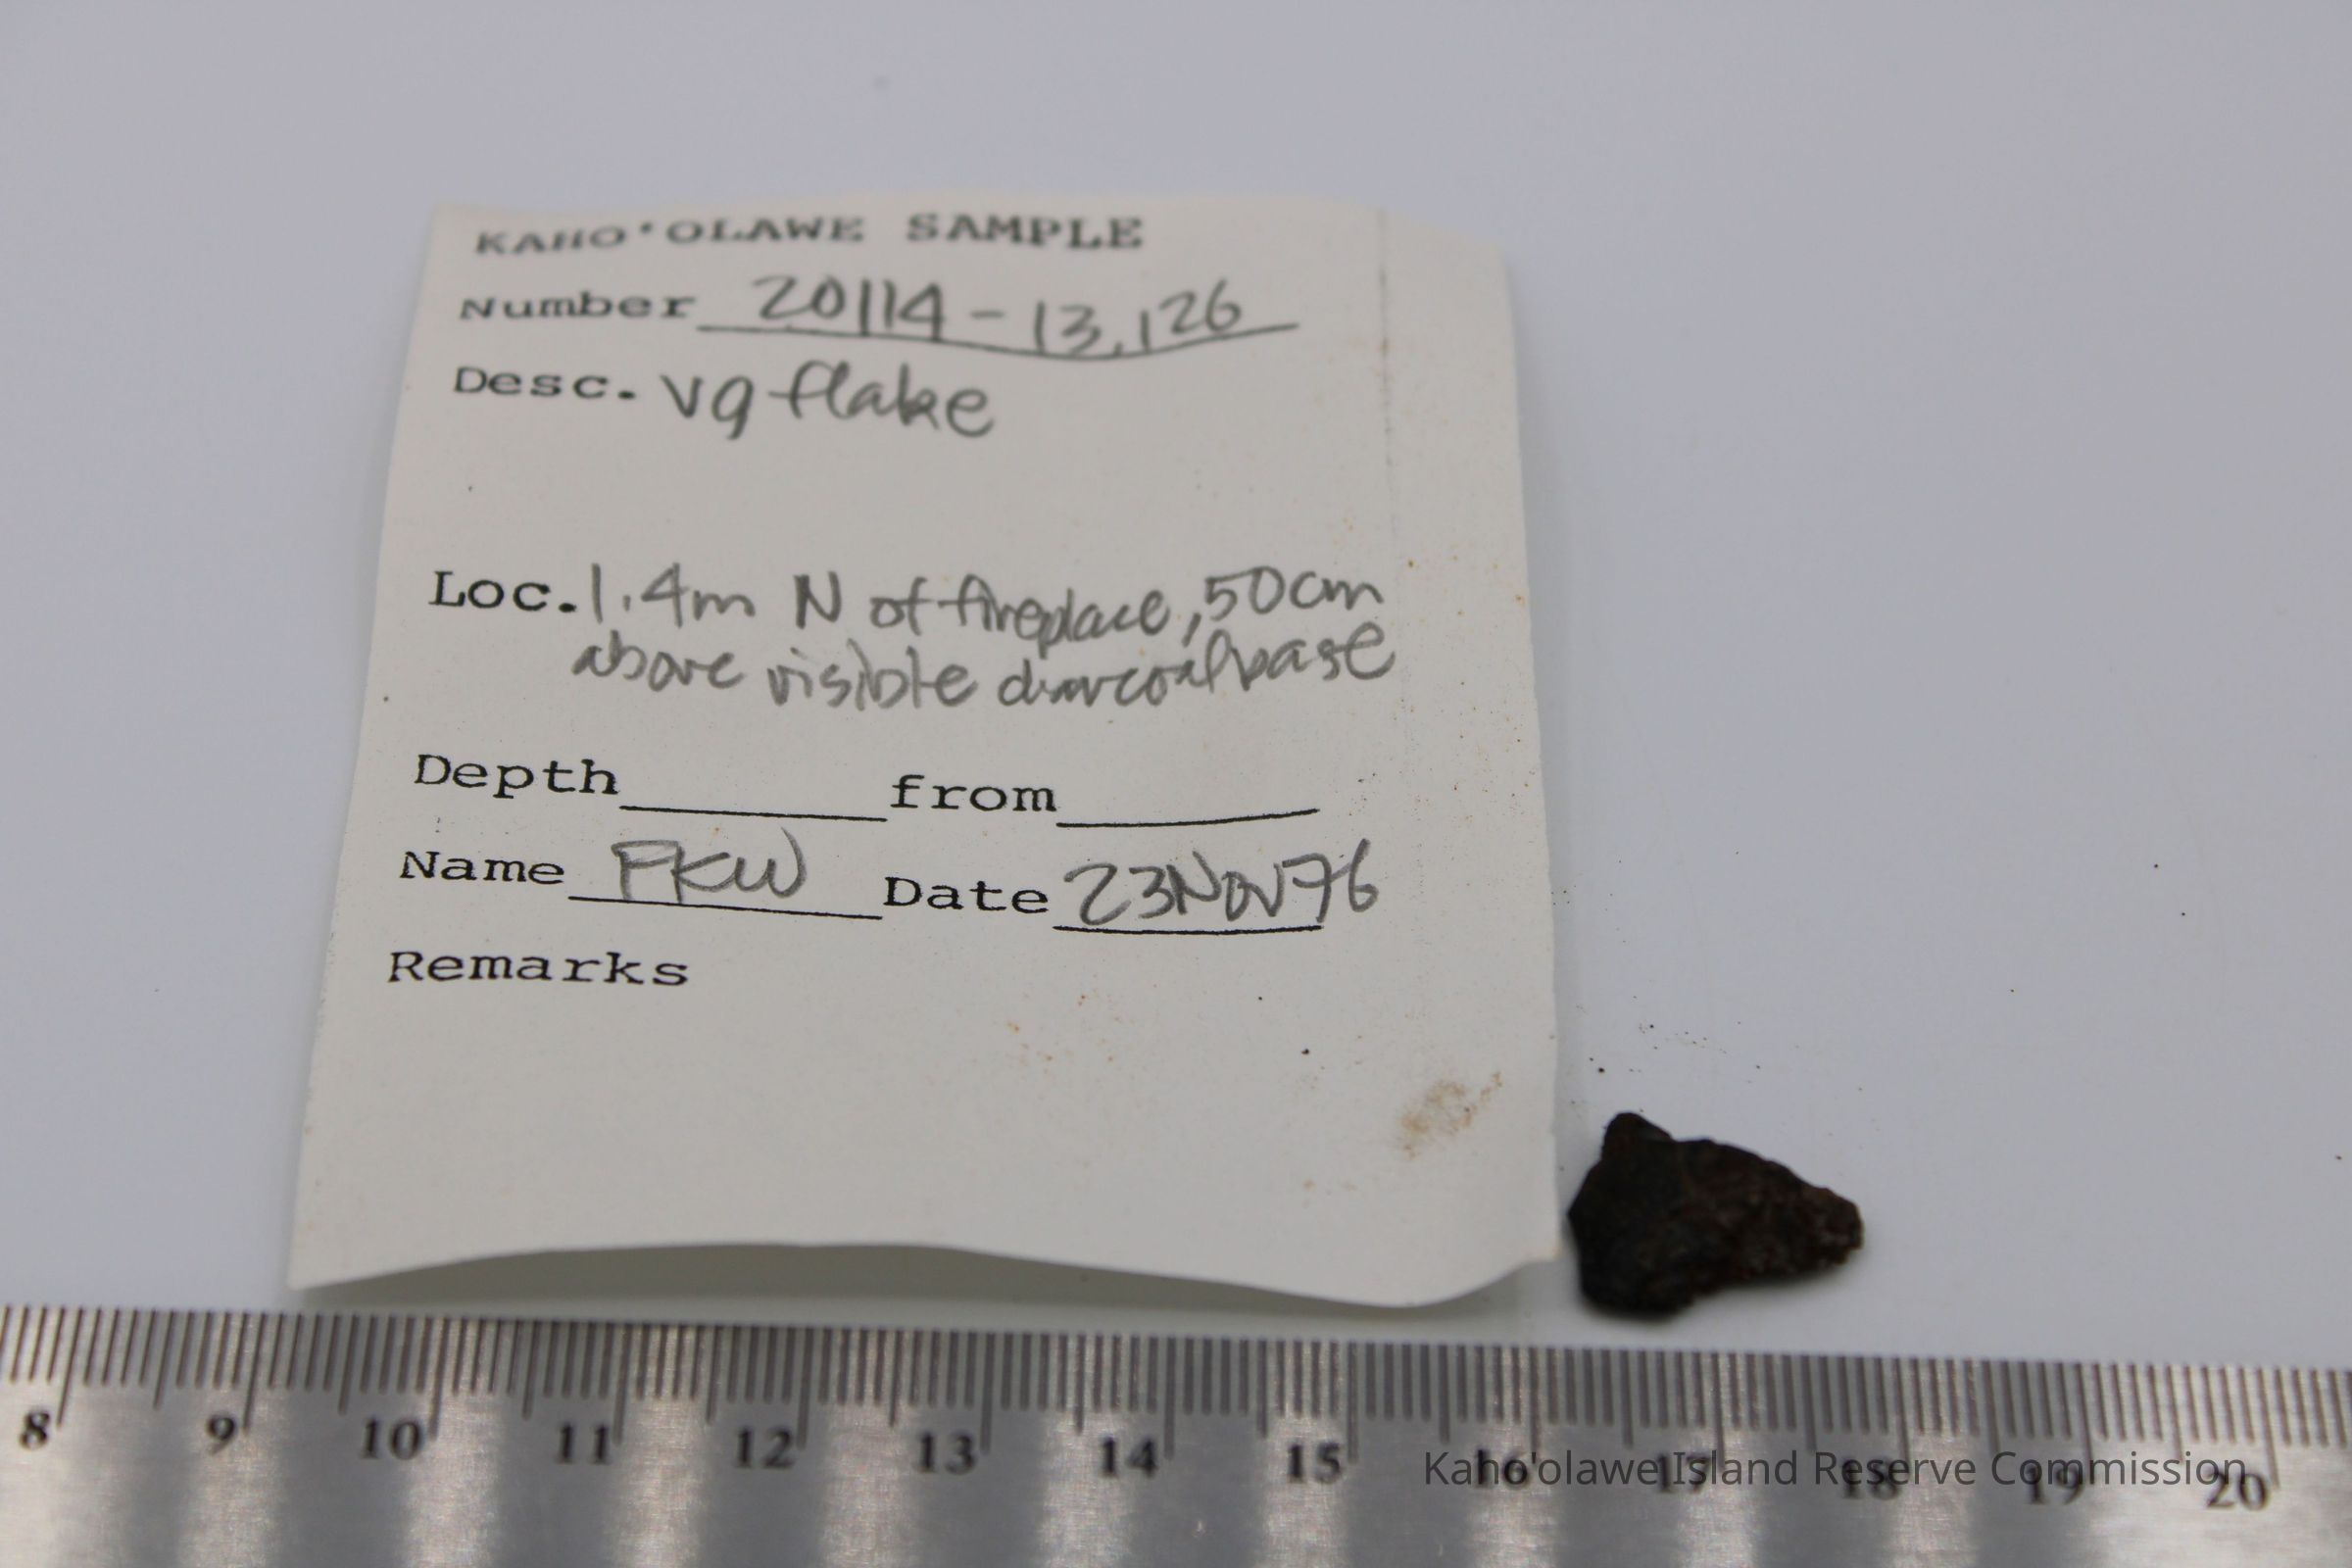 KAHO'OLAWE SAMPLE
Number 20114-13,126
Desc. vg flake
Loc. 1.4m N of fireplace, 50cm
above visible charcoal base
Depth from
Name PKW Date 23Nov76
Remarks
8 9 10 11 12 13 14 15 16 17 18 19 20
Kaho'olawe Island Reserve Commission